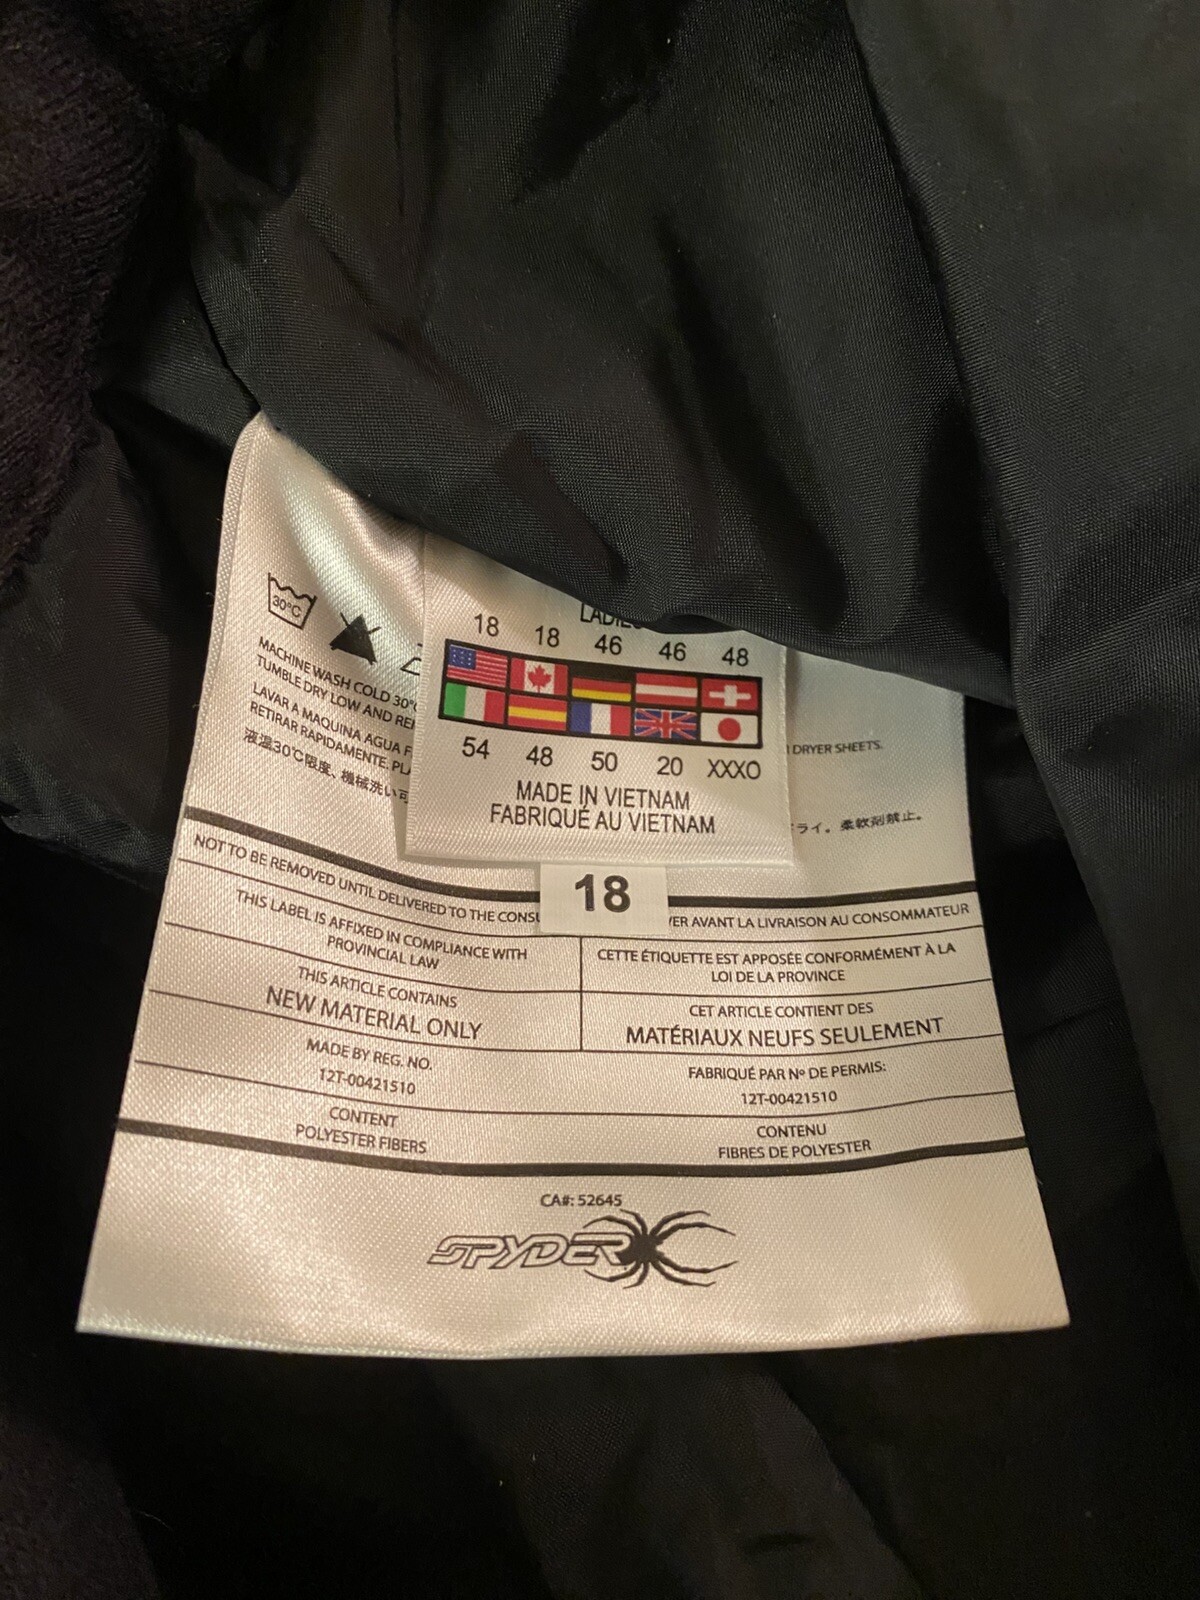 30°C
MACHINE WASH COLD 30°
TUMBLE DRY LOW AND
LAVAR A MAQUINA AGUA
RETIRAR RAPIDAMENTE.
液温30℃限度、機械洗い可
DRYER SHEETS.
ライ。柔軟剤禁止。
LADIES
18 18 46 46 48
54 48 50 20 XXXO
MADE IN VIETNAM
FABRIQUÉ AU VIETNAM
18
NOT TO BE REMOVED UNTIL DELIVERED TO THE
AVANT LA LIVRAISON AU CONSOMMATEUR
THIS LABEL IS AFFIXED IN COMPLIANCE WITH
PROVINCIAL LAW
CETTE ÉTIQUETTE EST APPOSÉE CONFORMÉMENT À LA
LOI DE LA PROVINCE
THIS ARTICLE CONTAINS
NEW MATERIAL ONLY
CET ARTICLE CONTIENT DES
MATÉRIAUX NEUFS SEULEMENT
MADE BY REG. NO.
12T-00421510
FABRIQUÉ PAR Nº DE PERMIS:
12T-00421510
CONTENT
POLYESTER FIBERS
CONTENU
FIBRES DE POLYESTER
CA#: 52645
SPYDER